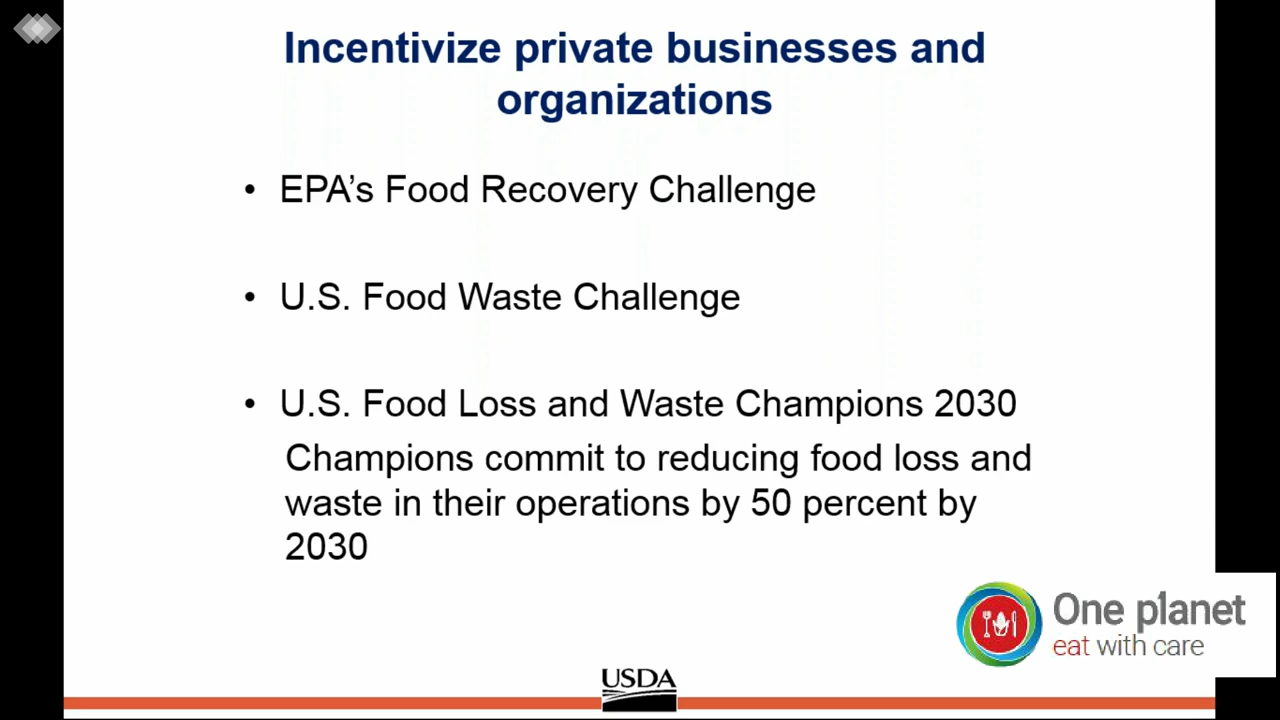 Incentivize private businesses and
organizations
• EPA’s Food Recovery Challenge
• U.S. Food Waste Challenge
• U.S. Food Loss and Waste Champions 2030
Champions commit to reducing food loss and
waste in their operations by 50 percent by
2030
One planet
eat with care
USDA